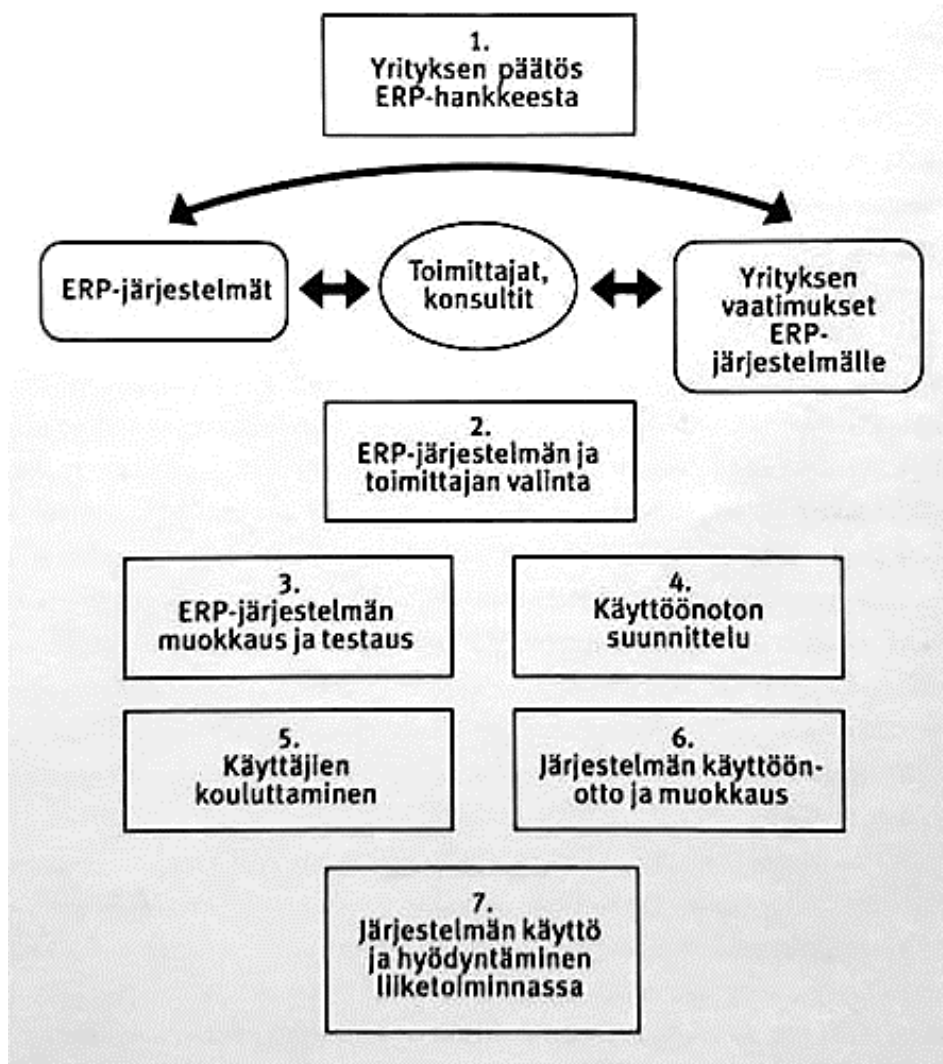 1.
Yrityksen päätös
ERP-hankkeesta
ERP-järjestelmät
Toimittajat,
konsultit
Yrityksen
vaatimukset
ERP-
järjestelmälle
2.
ERP-järjestelmän ja
toimittajan valinta
3.
ERP-järjestelmän
muokkaus ja testaus
4.
Käyttöönoton
suunnittelu
5.
Käyttäjien
kouluttaminen
6.
Järjestelmän käyttöön-
otto ja muokkaus
7.
Järjestelmän käyttö
ja hyödyntäminen
liiketoiminnassa